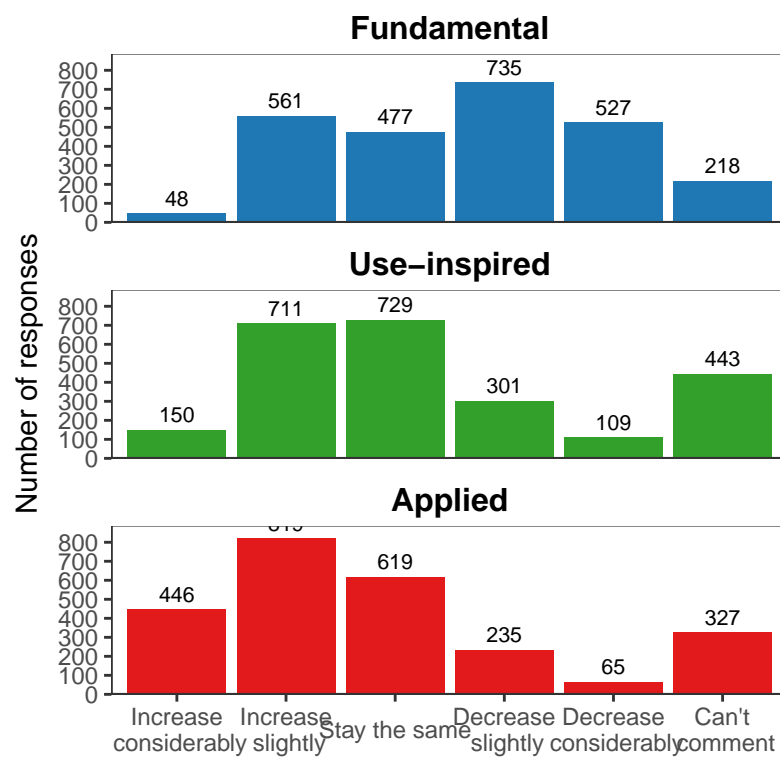 Fundamental
Number of responses
800
700
600
500
400
300
200
100
0
48
561
477
735
527
218
Use−inspired
800
700
600
500
400
300
200
100
0
150
711
729
301
109
443
Applied
800
700
600
500
400
300
200
100
0
446
619
235
65
327
Increase
considerably
Increase
slightly
Stay the same
Decrease
slightly
Decrease
considerably
Can't
comment